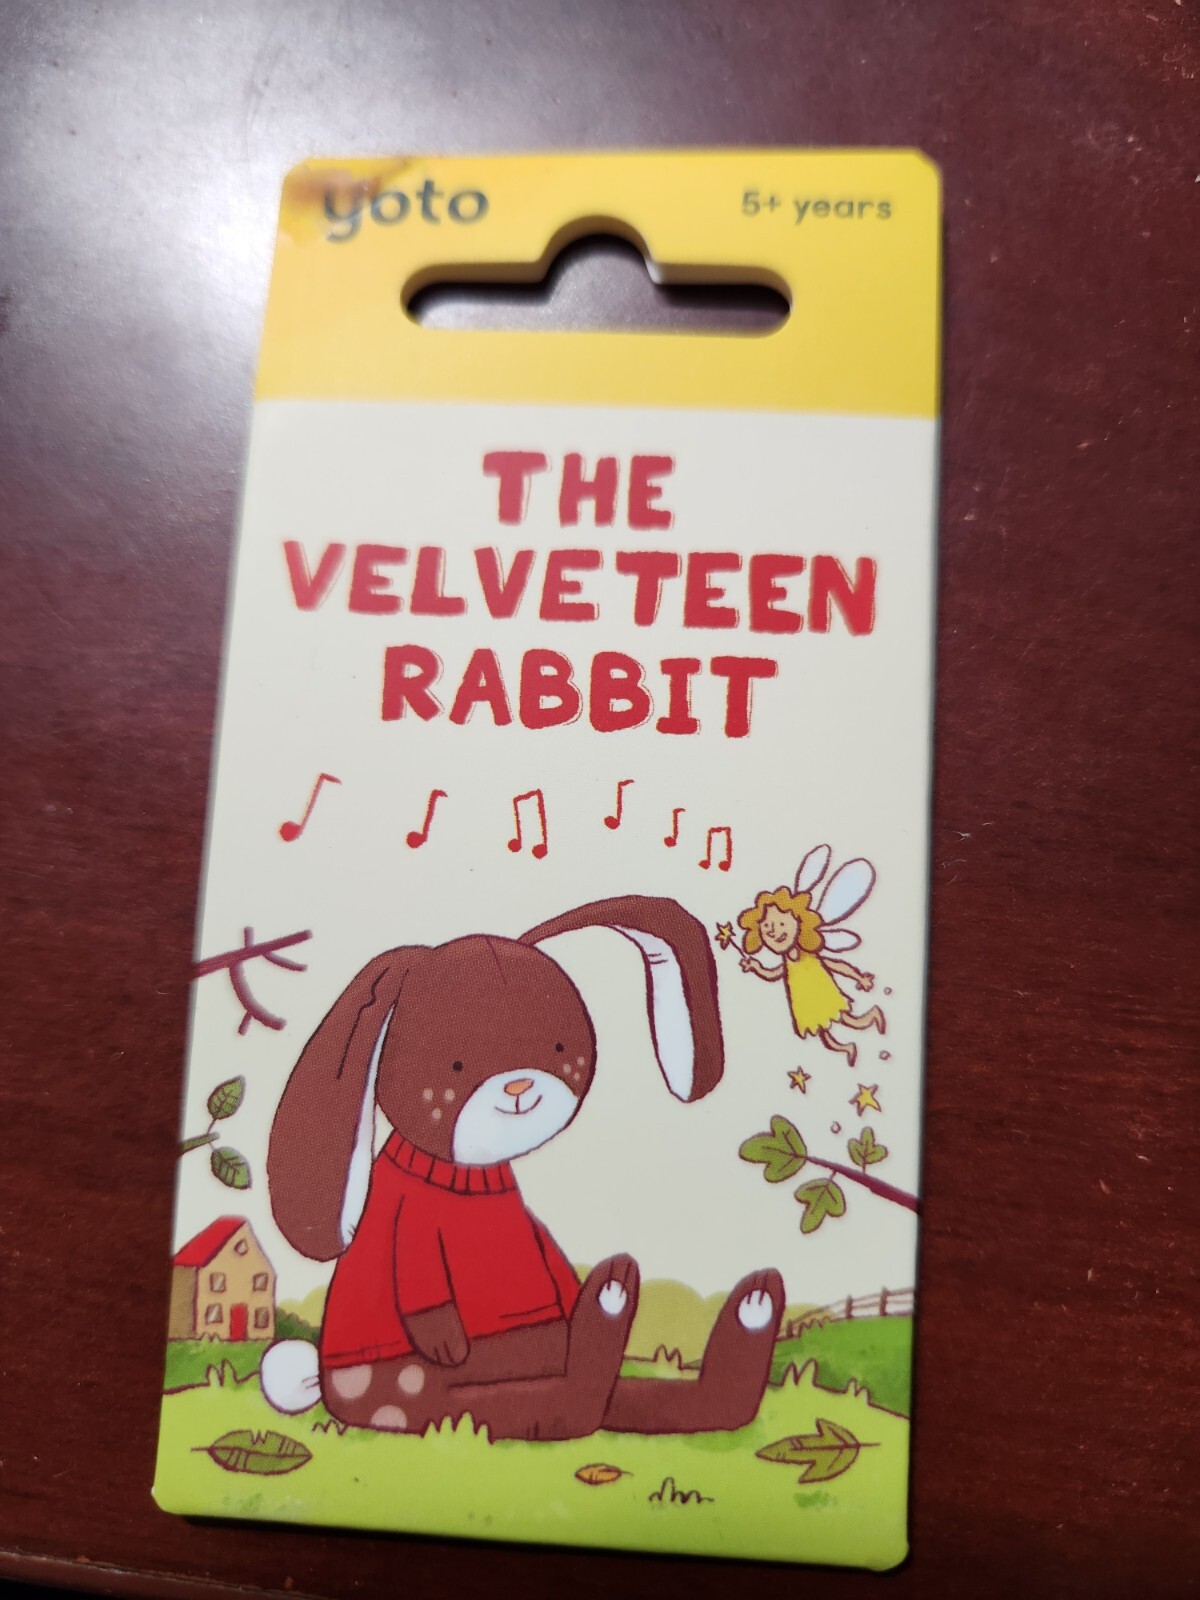 yoto
5+ years
THE
VELVETEEN
RABBIT